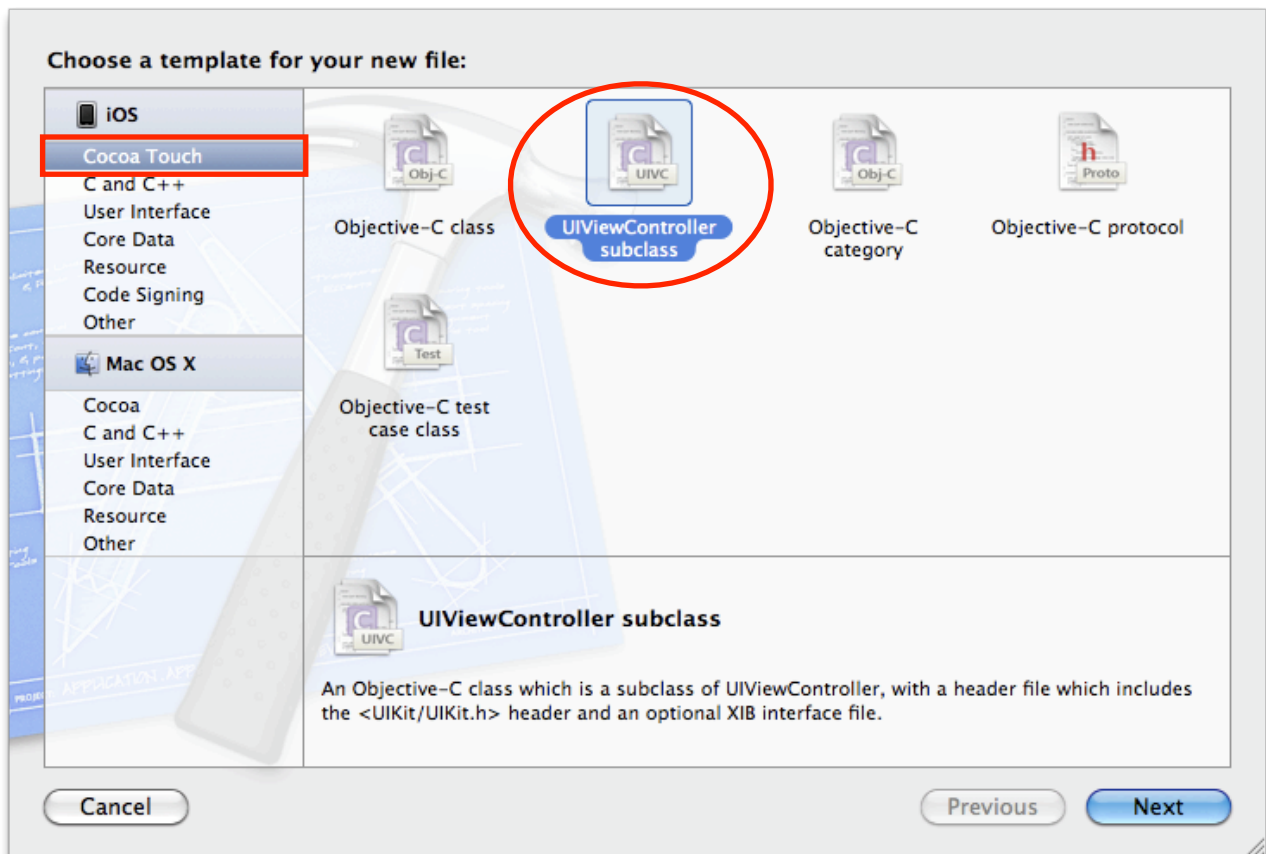 Choose a template for your new file:
iOS
Cocoa Touch
C and C++
User Interface
Core Data
Resource
Code Signing
Other
Mac OS X
Cocoa
C and C++
User Interface
Core Data
Resource
Other
Obj-C
Objective-C class
UIVC
UIViewController
subclass
Obj-C
Objective-C
category
h
Proto
Objective-C protocol
Test
Objective-C test
case class
UIVC
UIViewController subclass
An Objective-C class which is a subclass of UIViewController, with a header file which includes
the <UIKit/UIKit.h> header and an optional XIB interface file.
Cancel
Previous
Next